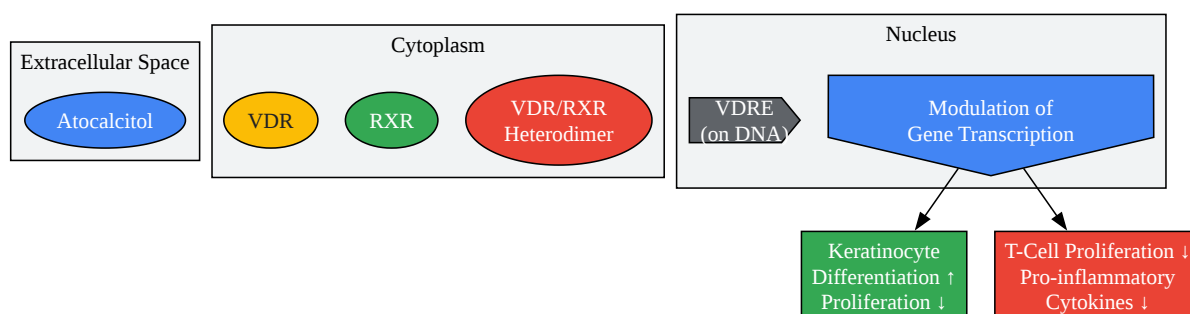 Extracellular Space
Atocalcitol
Cytoplasm
VDR
RXR
VDR/RXR
Heterodimer
Nucleus
VDRE
(on DNA)
Modulation of
Gene Transcription
Keratinocyte
Differentiation ↑
Proliferation ↓
T-Cell Proliferation ↓
Pro-inflammatory
Cytokines ↓